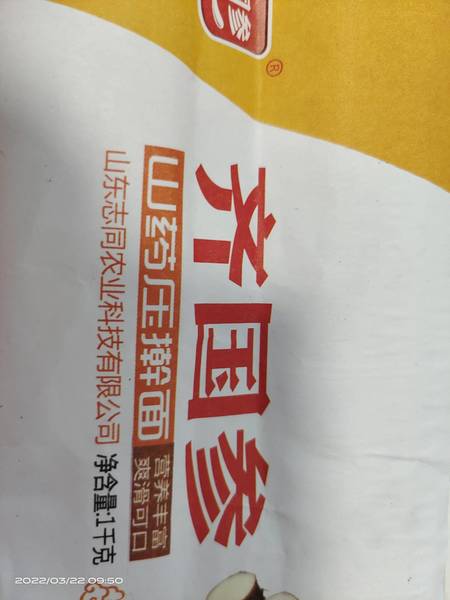 ®
齐国参
山药压擀面
营养丰富
爽滑可口
山东志同农业科技有限公司
净含量:1千克
2022/03/22 09:50